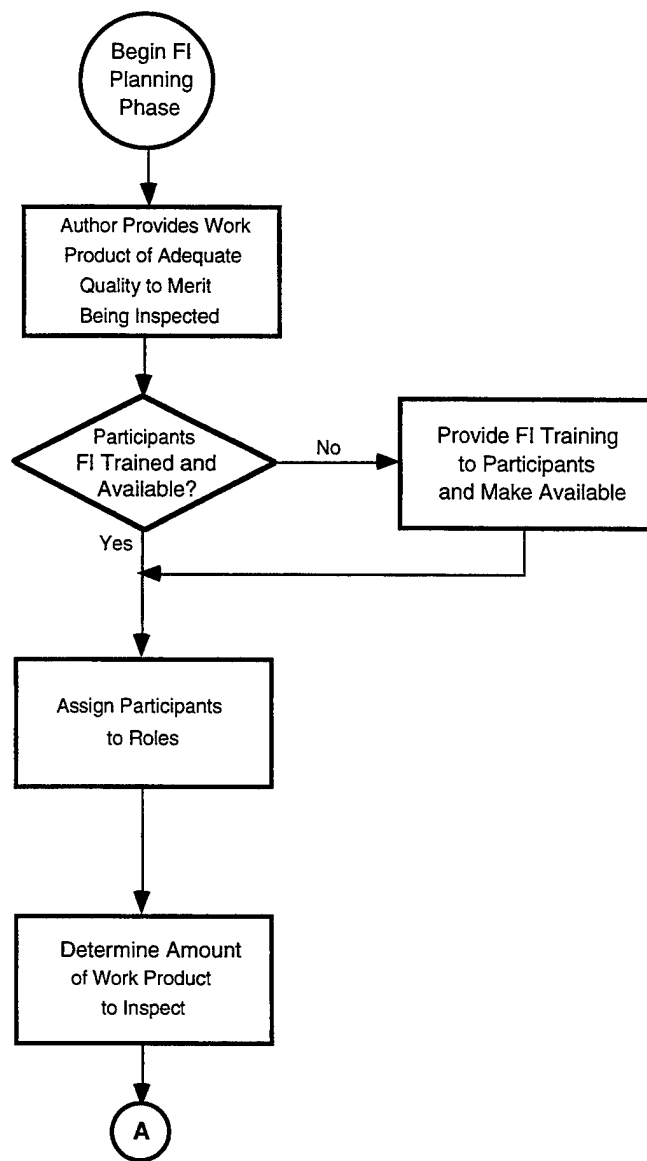 Begin FI
Planning
Phase
Author Provides Work
Product of Adequate
Quality to Merit
Being Inspected
Participants
FI Trained and
Available?
No
Provide FI Training
to Participants
and Make Available
Yes
Assign Participants
to Roles
Determine Amount
of Work Product
to Inspect
A